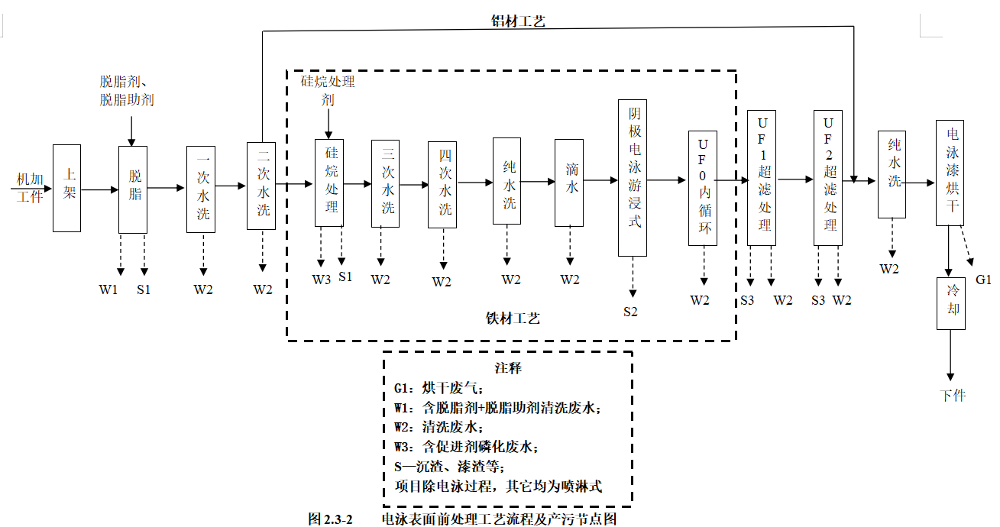 铝材工艺
脱脂剂、
脱脂助剂
硅烷处理
剂
机加
工件
上架
脱脂
一次水洗
二次水洗
硅烷处理
三次水洗
四次水洗
纯水洗
滴水
阴极电泳游浸式
UF0内循环
UF1超滤处理
UF2超滤处理
纯水洗
电泳漆烘干
W1
S1
W2
W2
W3
S1
W2
W2
W2
W2
S2
W2
S3
W2
S3
W2
W2
G1
冷却
下件
铁材工艺
注释
G1：烘干废气；
W1：含脱脂剂+脱脂助剂清洗废水；
W2：清洗废水；
W3：含促进剂磷化废水；
S—沉渣、漆渣等；
项目除电泳过程，其它均为喷淋式
图 2.3-2 电泳表面前处理工艺流程及产污节点图